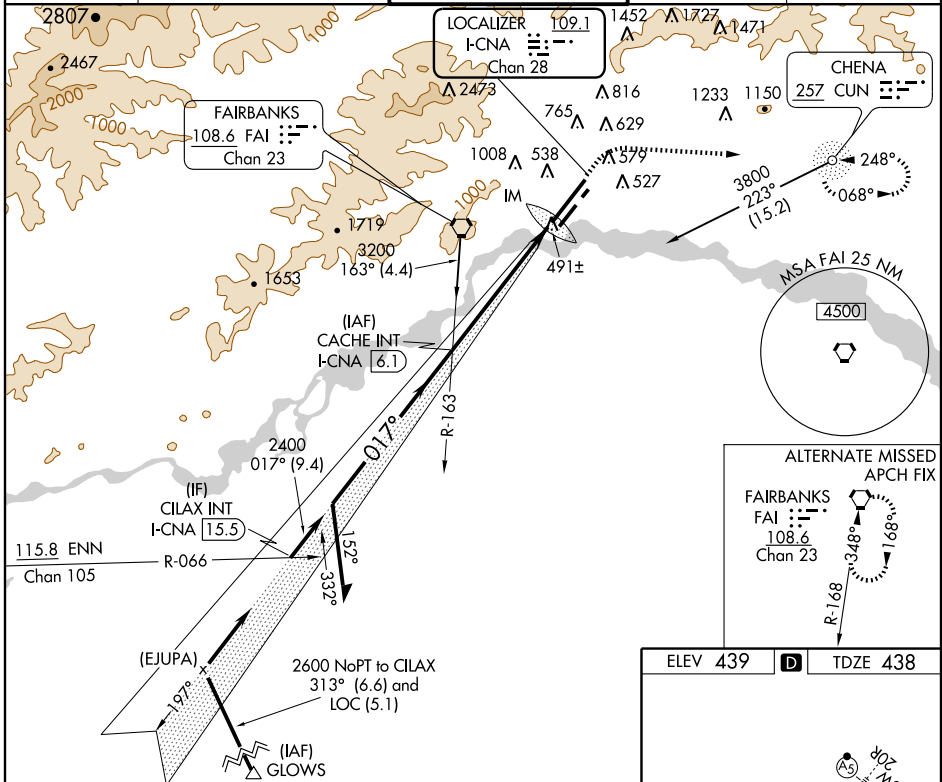 2807
1000
LOCALIZER 109.1
I-CNA
Chan 28
1452
1727
1471
2467
2000
1000
2473
816
765
629
1233
1150
CHENA
257 CUN
FAIRBANKS
108.6 FAI
Chan 23
1008
538
579
527
1000
IM
3800
223°
(15.2)
248°
068°
1719
3200
163° (4.4)
1653
491±
MSA FAI 25 NM
4500
(IAF)
CACHE INT
I-CNA 6.1
R-163
017°
2400
017° (9.4)
(IF)
CILAX INT
I-CNA 15.5
115.8 ENN
Chan 105
R-066
152°
332°
ALTERNATE MISSED
APCH FIX
FAIRBANKS
FAI
108.6
Chan 23
348°
168°
R-168
(EJUPA)
197°
2600 NoPT to CILAX
313° (6.6) and
LOC (5.1)
(IAF)
GLOWS
ELEV 439 D TDZE 438
A5
20R